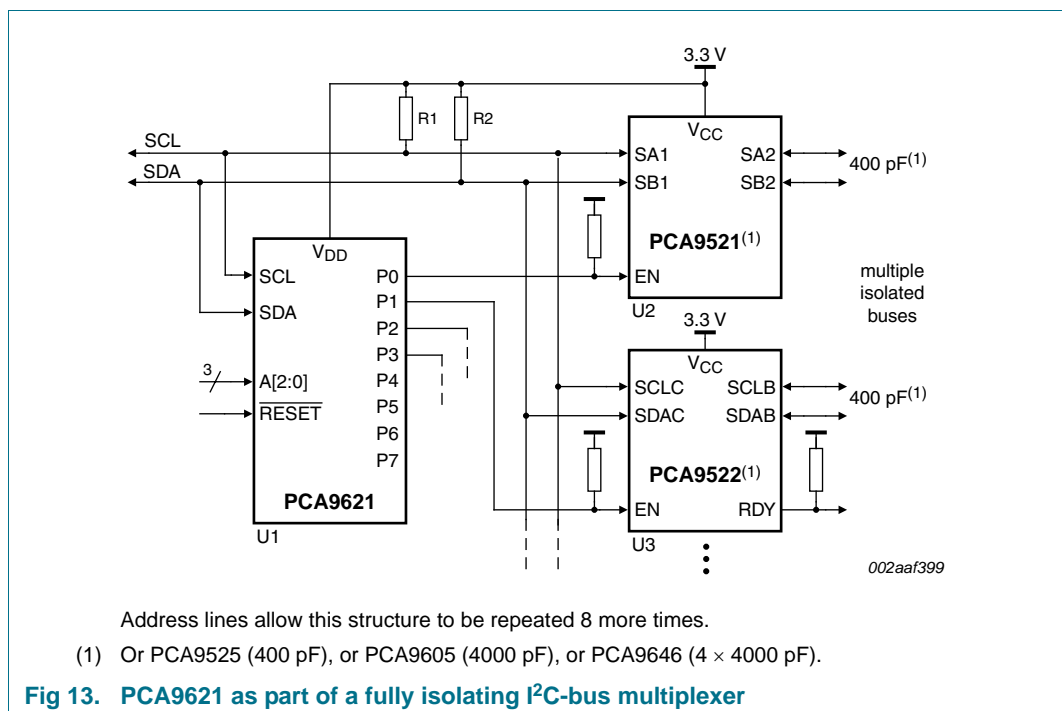 3.3 V
R1
R2
SCL
SDA
VCC
SA1
SA2
SB1
SB2
400 pF(1)
PCA9521(1)
EN
U2
VDD
SCL
SDA
3
A[2:0]
RESET
P0
P1
P2
P3
P4
P5
P6
P7
PCA9621
U1
multiple
isolated
buses
3.3 V
VCC
SCLC
SCLB
SDAC
SDAB
400 pF(1)
PCA9522(1)
EN
RDY
U3
002aaf399
Address lines allow this structure to be repeated 8 more times.
(1) Or PCA9525 (400 pF), or PCA9605 (4000 pF), or PCA9646 (4 × 4000 pF).
Fig 13. PCA9621 as part of a fully isolating I2C-bus multiplexer